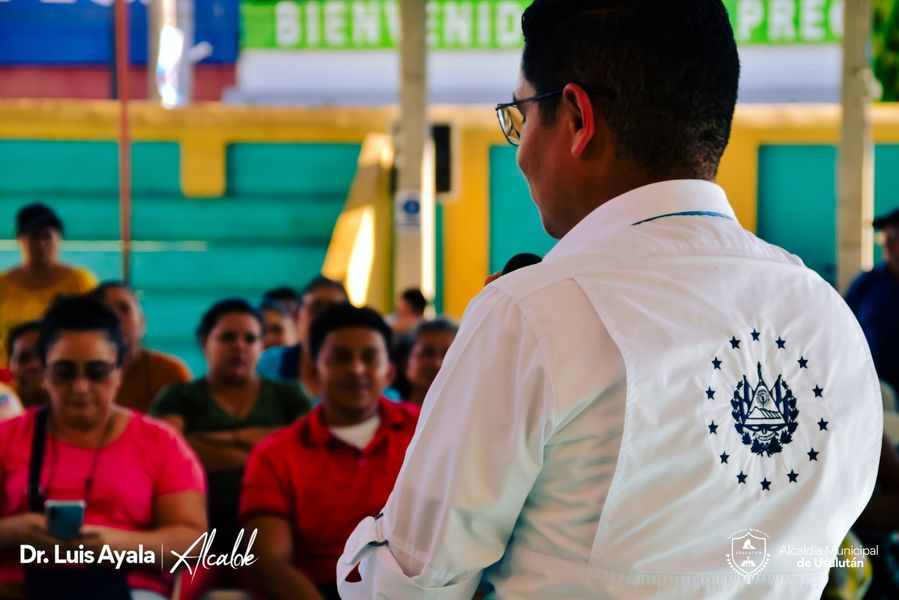 BIENVENID
PREC
Dr. Luis Ayala | Alcalde
Alcaldía Municipal
de Usulután